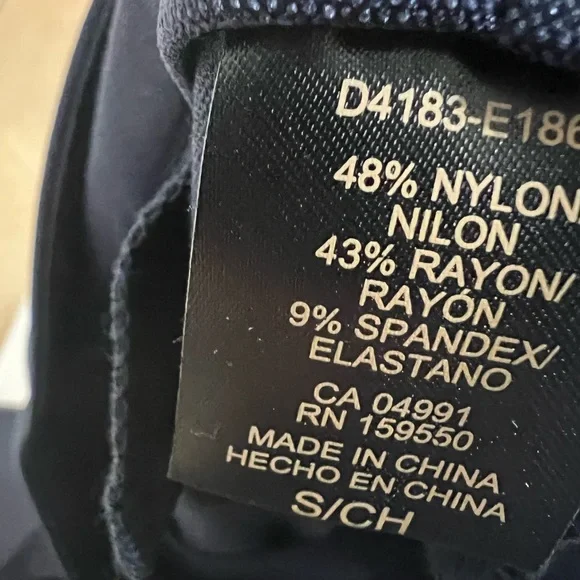 D4183-E186
48% NYLON/
NILON
43% RAYON/
RAYÓN
9% SPANDEX/
ELASTANO
CA 04991
RN 159550
MADE IN CHINA
HECHO EN CHINA
S/CH